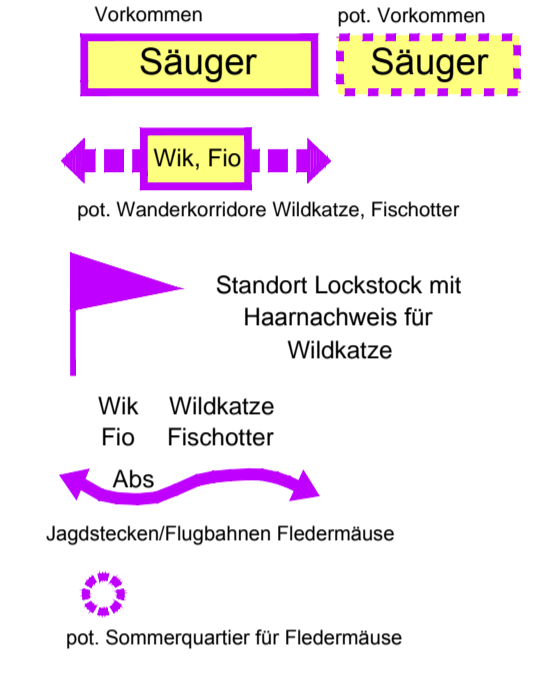 Vorkommen
pot. Vorkommen
Säuger
Säuger
Wik, Fio
pot. Wanderkorridore Wildkatze, Fischotter
Standort Lockstock mit
Haarnachweis für
Wildkatze
Wik Wildkatze
Fio Fischotter
Abs
Jagdstecken/Flugbahnen Fledermäuse
pot. Sommerquartier für Fledermäuse